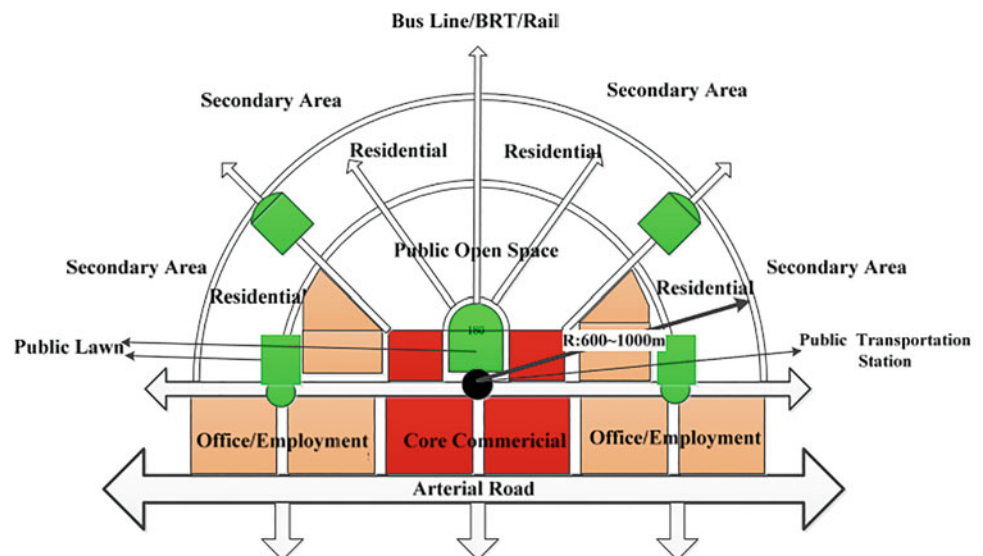 Bus Line/BRT/Rail
Secondary Area
Secondary Area
Residential
Residential
Public Open Space
Secondary Area
Secondary Area
Residential
Residential
180
R:600~1000m
Public Lawn
Public Transportation
Station
Office/Employment
Core Commericial
Office/Employment
Arterial Road